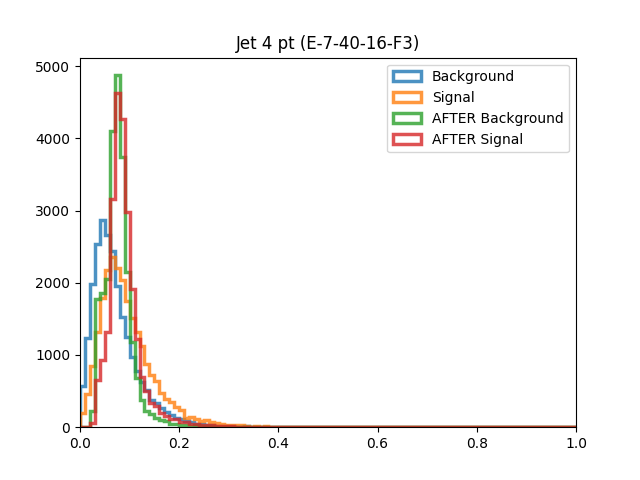 Jet 4 pt (E-7-40-16-F3)
Background
Signal
AFTER Background
AFTER Signal
5000
4000
3000
2000
1000
0
0.0 0.2 0.4 0.6 0.8 1.0